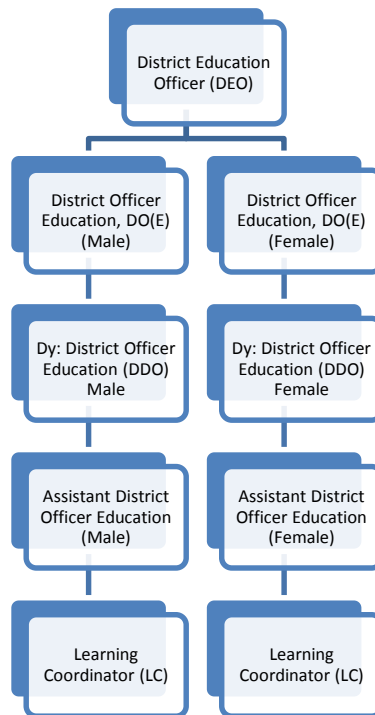 District Education
Officer (DEO)
District Officer
Education, DO(E)
(Male)
District Officer
Education, DO(E)
(Female)
Dy: District Officer
Education (DDO)
Male
Dy: District Officer
Education (DDO)
Female
Assistant District
Officer Education
(Male)
Assistant District
Officer Education
(Female)
Learning
Coordinator (LC)
Learning
Coordinator (LC)